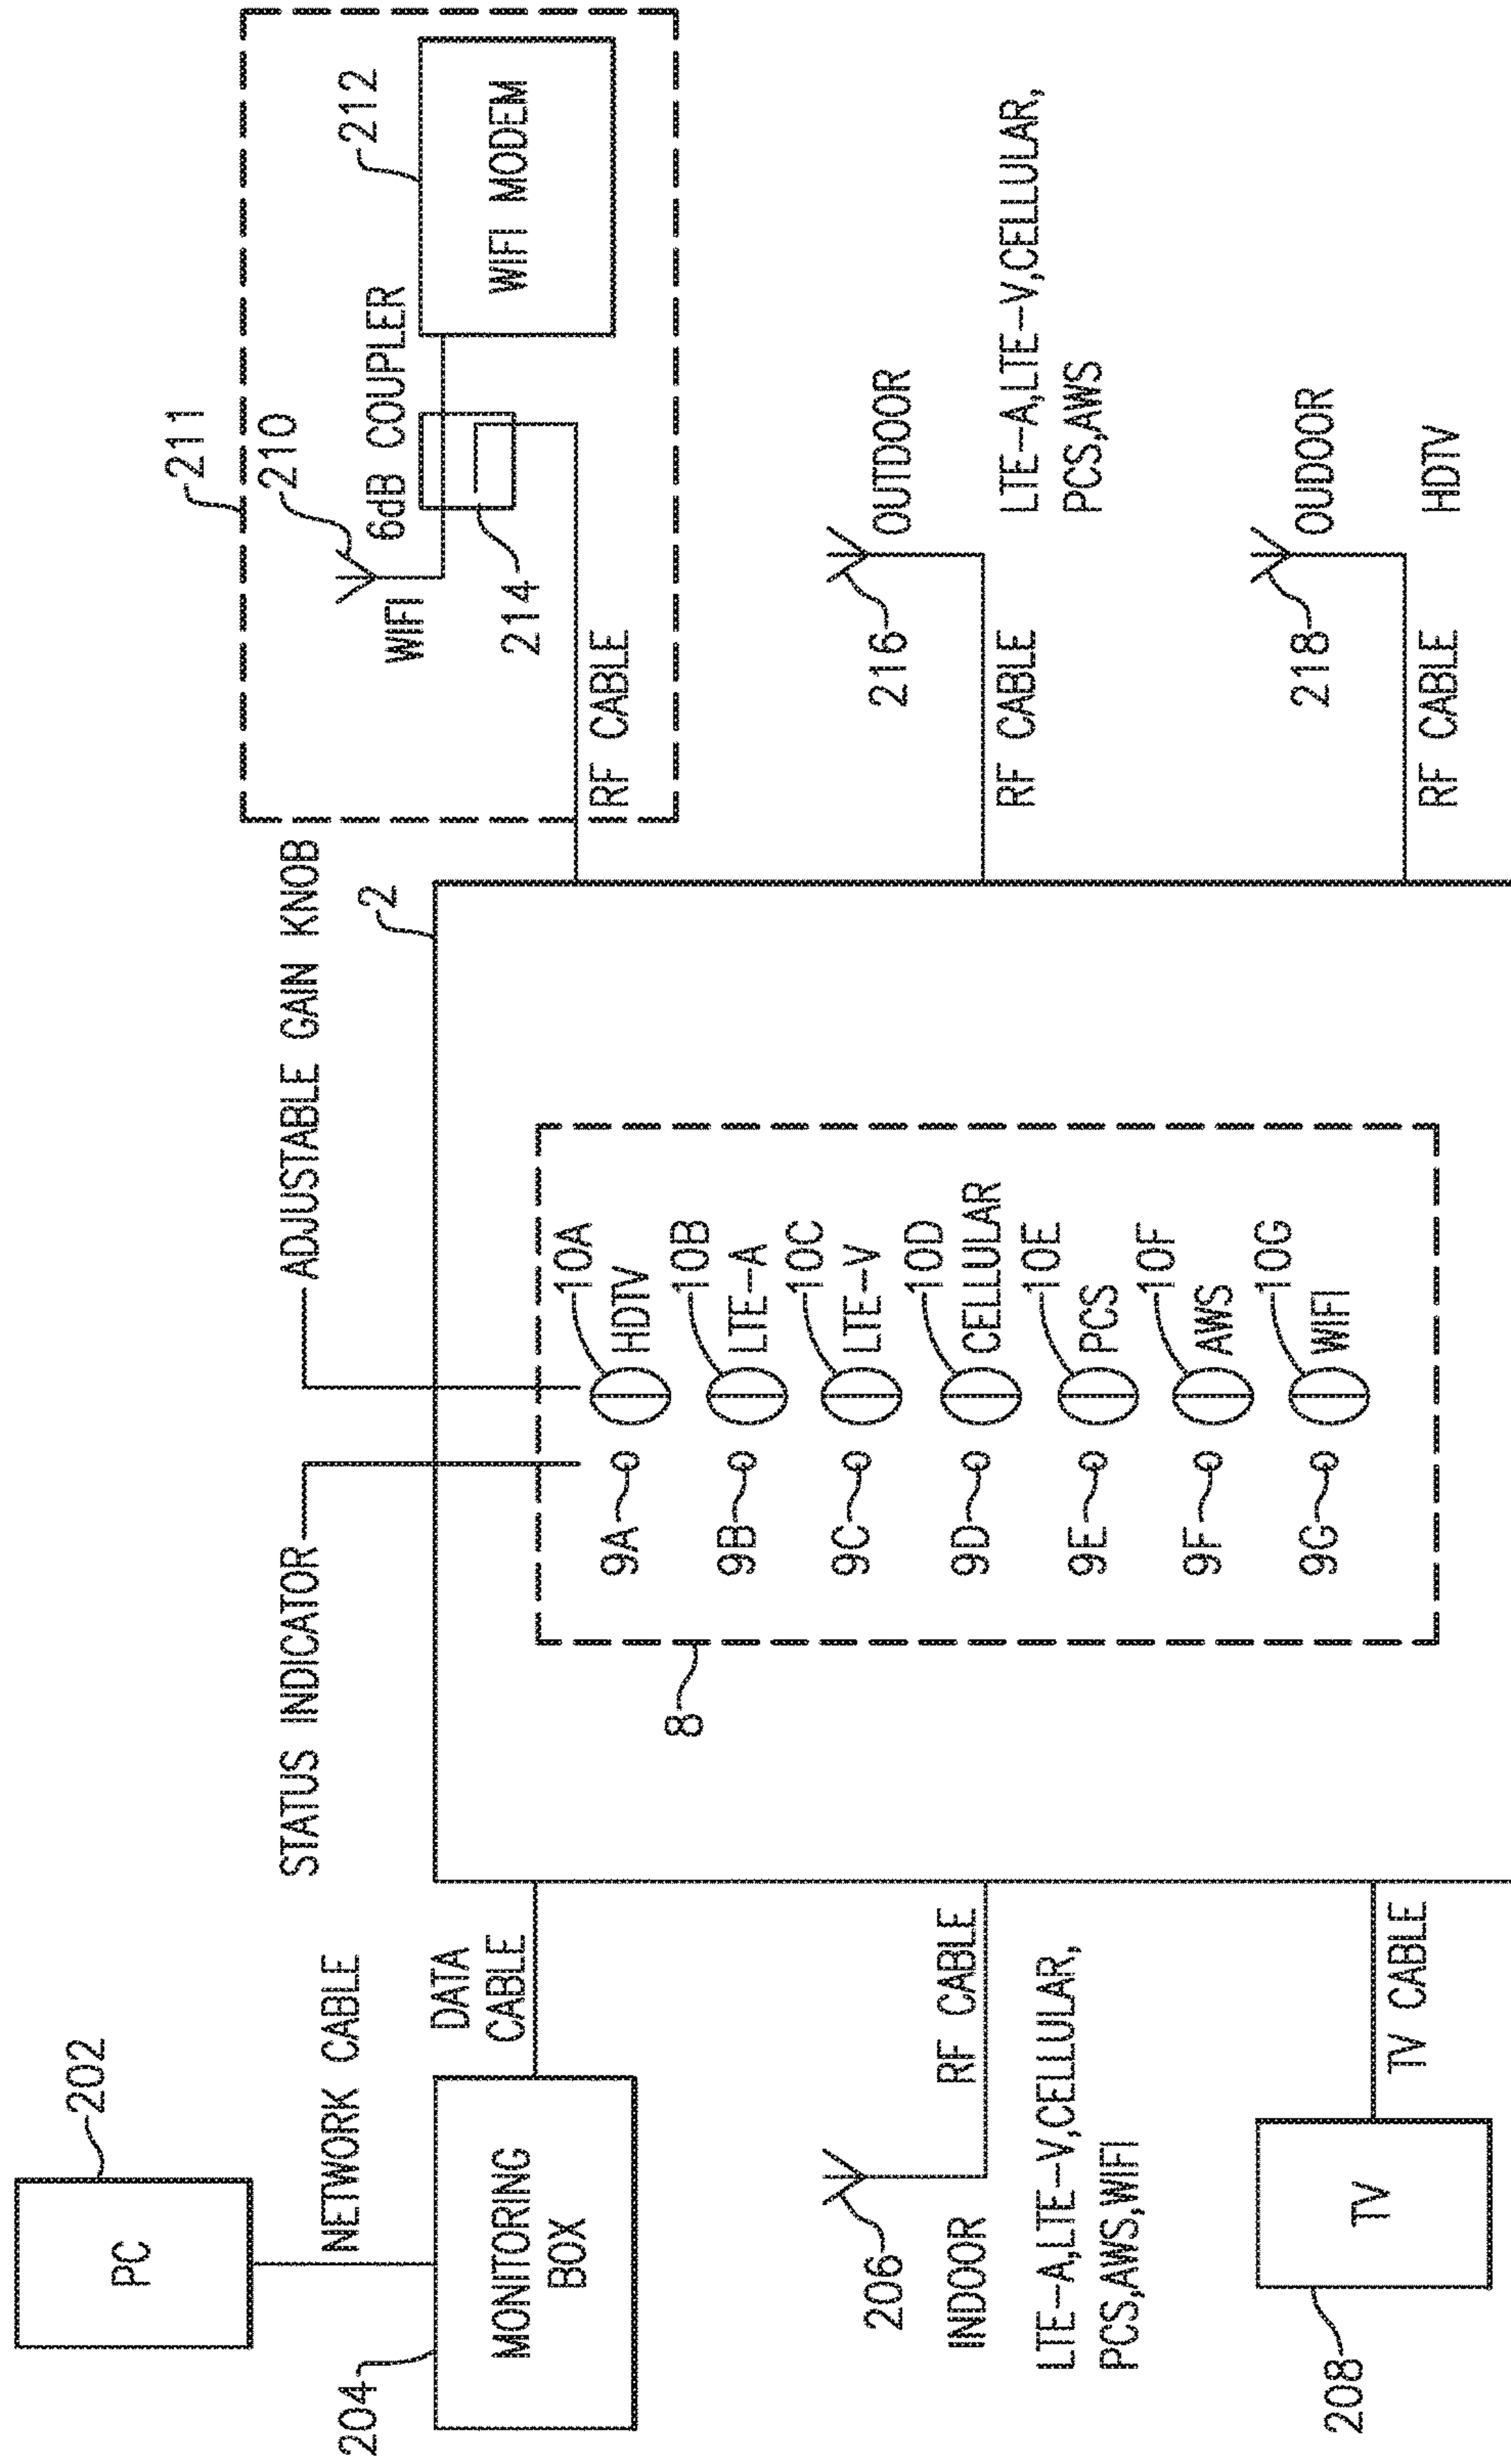 PC
202
NETWORK CABLE
204
MONITORING
BOX
DATA
CABLE
206
INDOOR
RF CABLE
LTE-A,LTE-V,CELLULAR,
PCS,AWS,WIFI
208
TV
TV CABLE
STATUS INDICATOR
ADJUSTABLE GAIN KNOB
2
8
9A
10A
HDTV
9B
10B
LTE-A
9C
10C
LTE-V
9D
10D
CELLULAR
9E
10E
PCS
9F
10F
AWS
9G
10G
WIFI
211
210
6dB COUPLER
212
WIFI
WIFI MODEM
214
RF CABLE
216
OUTDOOR
RF CABLE
LTE-A,LTE-V,CELLULAR,
PCS,AWS
218
OUDOOR
RF CABLE
HDTV